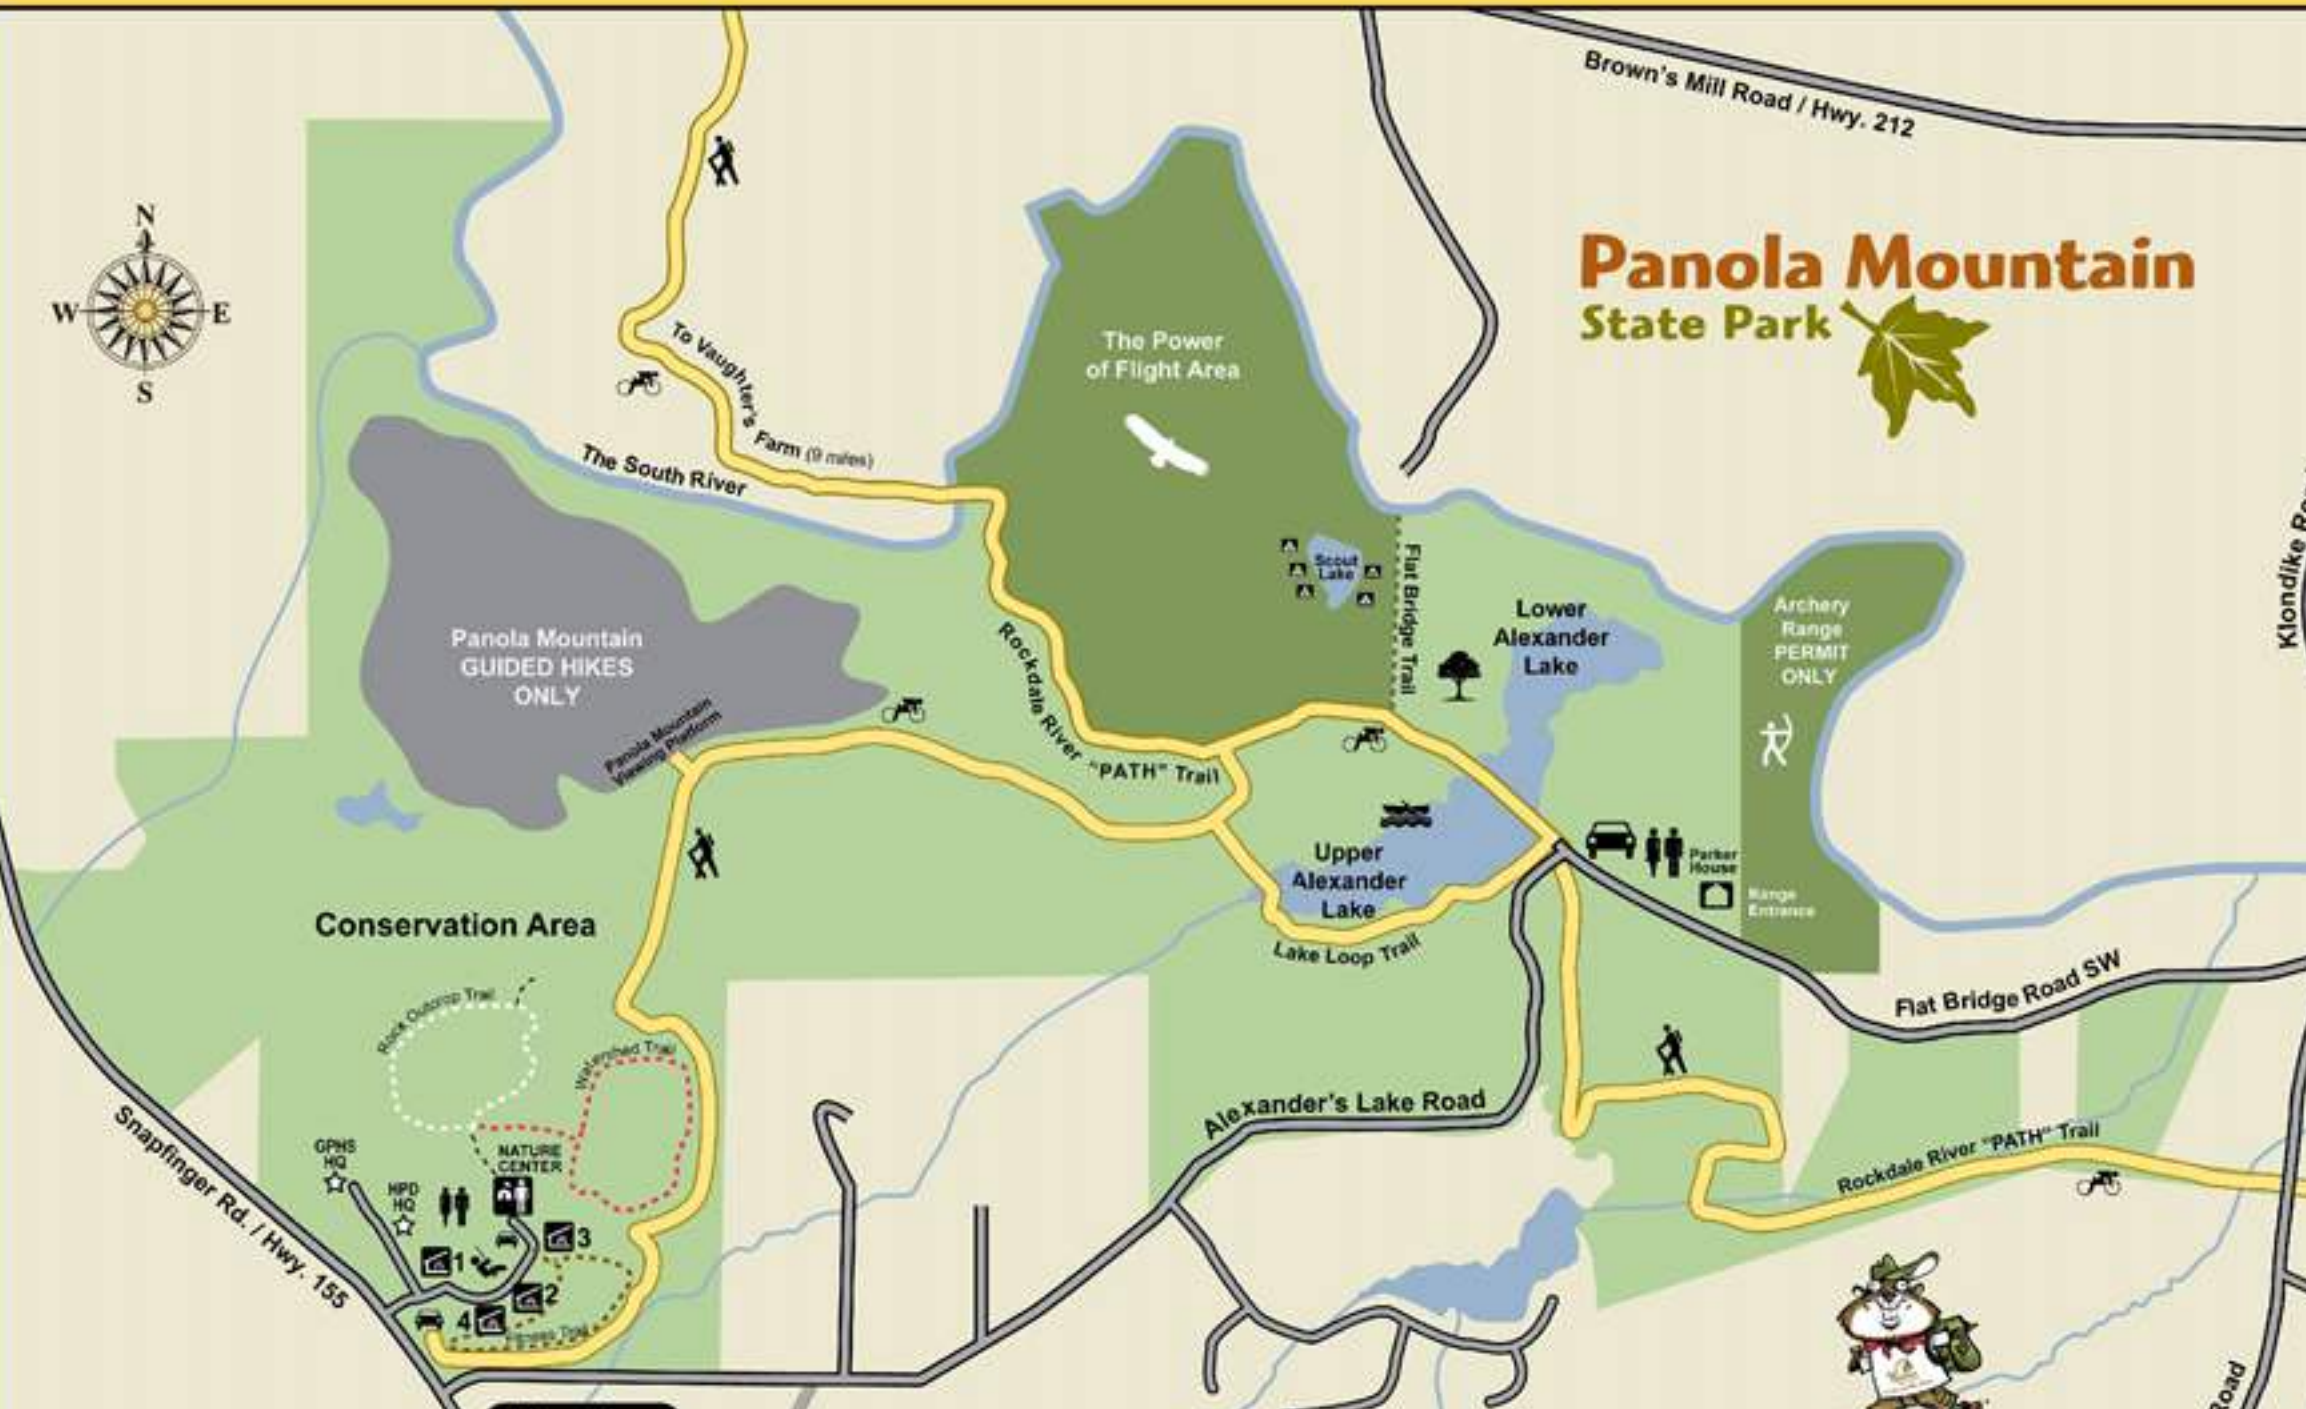 Brown's Mill Road / Hwy. 212
N
W
E
S
Panola Mountain
State Park
To Vaughter's Farm (9 miles)
The South River
The Power
of Flight Area
Scout
Lake
Flat Bridge Trail
Lower
Alexander
Lake
Archery
Range
PERMIT
ONLY
Klondike
Panola Mountain
GUIDED HIKES
ONLY
Panola Mountain
Viewing Platform
Rockdale River "PATH" Trail
Upper
Alexander
Lake
Lake Loop Trail
Parker
House
Range
Entrance
Conservation Area
Flat Bridge Road SW
Rock Outcrop Trail
Watershed Trail
Alexander's Lake Road
Snapfinger Rd. / Hwy. 155
GPHS
HQ
NATURE
CENTER
HPD
HQ
1
3
2
4
Fitness Trail
Rockdale River "PATH" Trail
Road